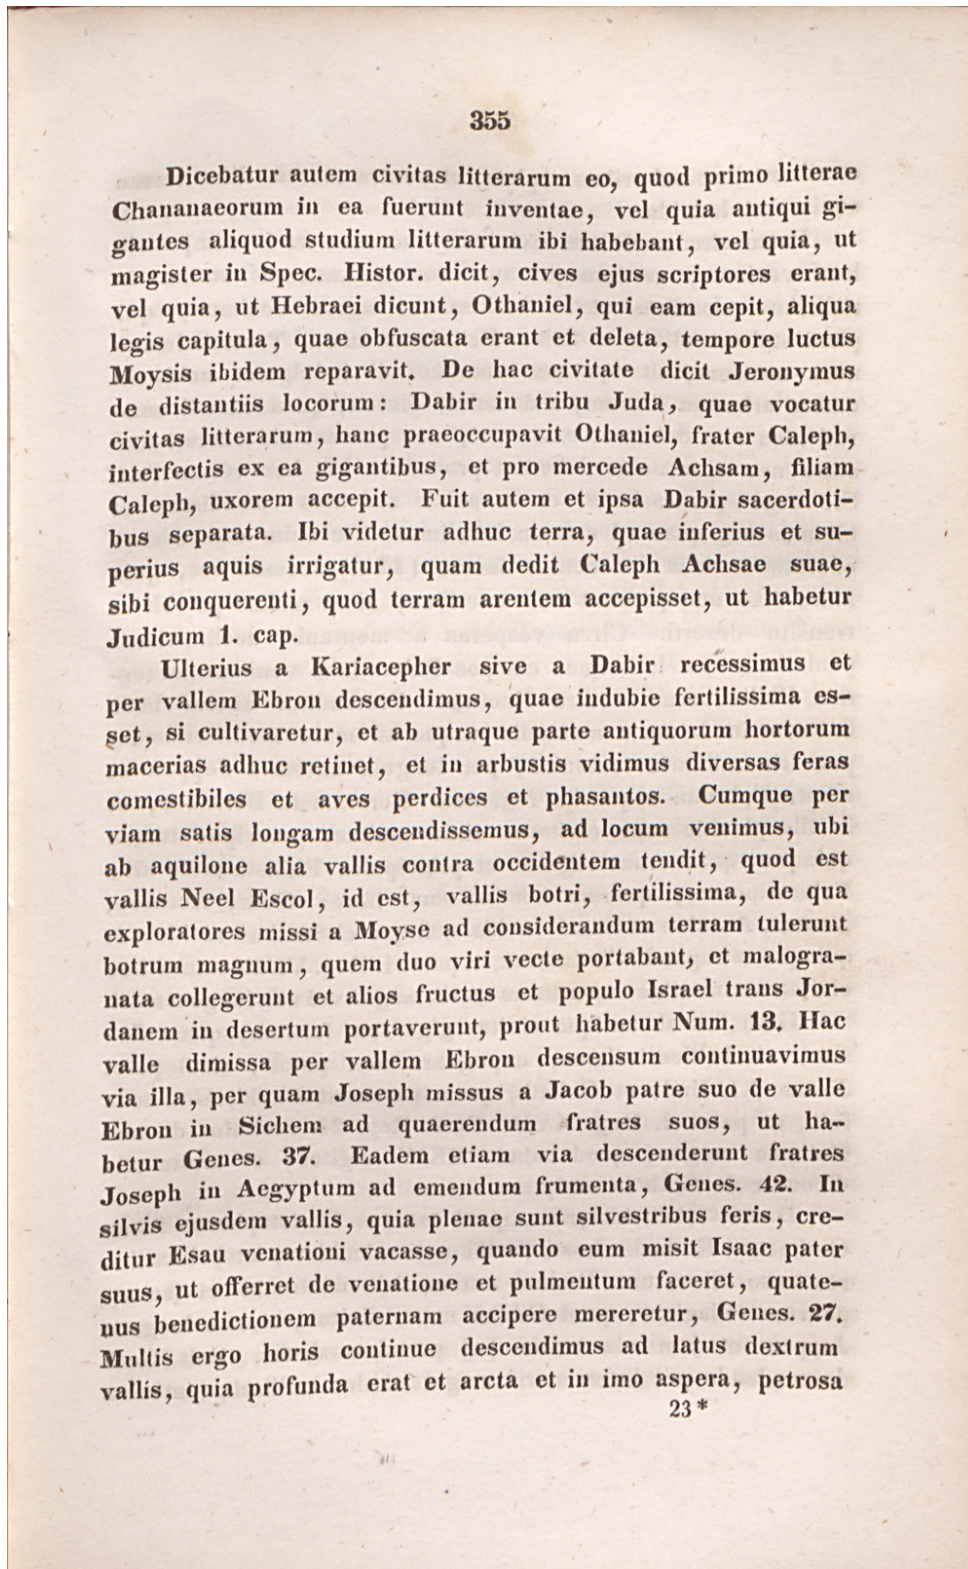 355
Dicebatur autem civitas litterarum eo, quod primo litterae
Chananaeorum in ea fuerunt inventae, vel quia antiqui gi-
gantes aliquod studium litterarum ibi habebant, vel quia, ut
magister in Spec. Histor. dicit, cives ejus scriptores erant,
vel quia, ut Hebraei dicunt, Othaniel, qui eam cepit, aliqua
legis capitula, quae obfuscata erant et deleta, tempore luctus
Moysis ibidem reparavit. De hac civitate dicit Jeronymus
de distantiis locorum: Dabir in tribu Juda, quae vocatur
civitas litterarum, hanc praeoccupavit Othaniel, frater Caleph,
interfectis ex ea gigantibus, et pro mercede Achsam, filiam
Caleph, uxorem accepit. Fuit autem et ipsa Dabir sacerdoti-
bus separata. Ibi videtur adhuc terra, quae inferius et su-
perius aquis irrigatur, quam dedit Caleph Achsae suae,
sibi conquerenti, quod terram arentem accepisset, ut habetur
Judicum 1. cap.
Ulterius a Kariacepher sive a Dabir recessimus et
per vallem Ebron descendimus, quae indubie fertilissima es-
set, si cultivaretur, et ab utraque parte antiquorum hortorum
macerias adhuc retinet, et in arbustis vidimus diversas feras
comestibiles et aves perdices et phasantos. Cumque per
viam satis longam descendissemus, ad locum venimus, ubi
ab aquilone alia vallis contra occidentem tendit, quod est
vallis Neel Escol, id est, vallis botri, fertilissima, de qua
exploratores missi a Moyse ad considerandum terram tulerunt
botrum magnum, quem duo viri vecte portabant, et malogra-
nata collegerunt et alios fructus et populo Israel trans Jor-
danem in desertum portaverunt, prout habetur Num. 13. Hac
valle dimissa per vallem Ebron descensum continuavimus
via illa, per quam Joseph missus a Jacob patre suo de valle
Ebron in Sichem ad quaerendum fratres suos, ut ha-
betur Genes. 37. Eadem etiam via descenderunt fratres
Joseph in Aegyptum ad emendum frumenta, Genes. 42. In
silvis ejusdem vallis, quia plenae sunt silvestribus feris, cre-
ditur Esau venationi vacasse, quando eum misit Isaac pater
suus, ut offerret de venatione et pulmentum faceret, quate-
nus benedictionem paternam accipere mereretur, Genes. 27.
Multis ergo horis continue descendimus ad latus dextrum
vallis, quia profunda erat et arcta et in imo aspera, petrosa
23*